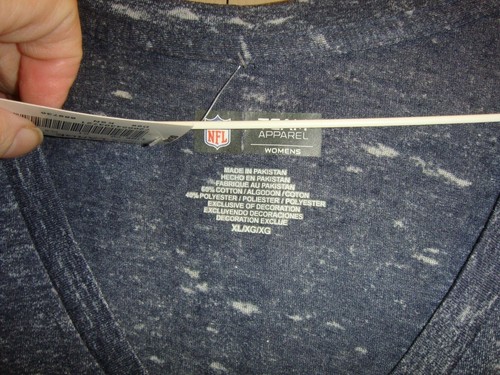 NFL
TEAM
APPAREL
WOMENS
MADE IN PAKISTAN
HECHO EN PAKISTAN
FABRIQUE AU PAKISTAN
60% COTTON / ALGODON / COTON
40% POLYESTER / POLIESTER / POLYESTER
EXCLUSIVE OF DECORATION
EXCLUYENDO DECORACIONES
DECORATION EXCLUE
XL/XG/XG